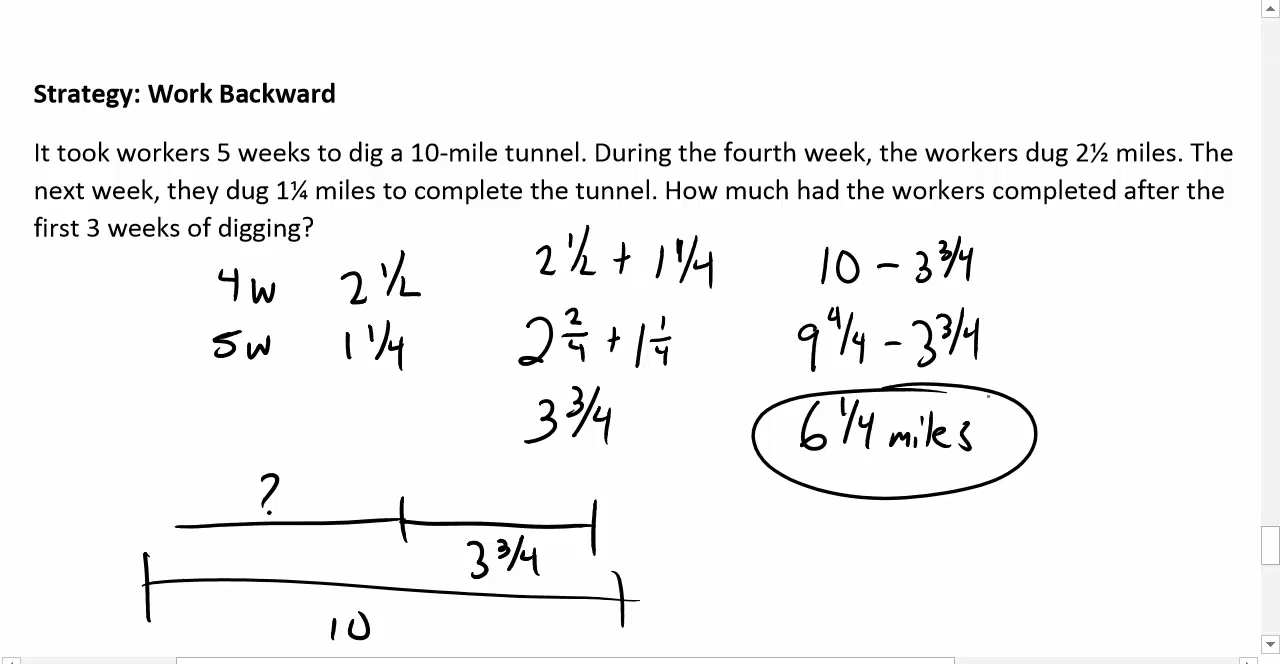 Strategy: Work Backward
It took workers 5 weeks to dig a 10-mile tunnel. During the fourth week, the workers dug 2½ miles. The
next week, they dug 1¼ miles to complete the tunnel. How much had the workers completed after the
first 3 weeks of digging?
4w 2 1/2
5w 1 1/4
2 1/2 + 1 1/4
2 2/4 + 1 1/4
3 3/4
10 - 3 3/4
9 4/4 - 3 3/4
6 1/4 miles
?
3 3/4
10